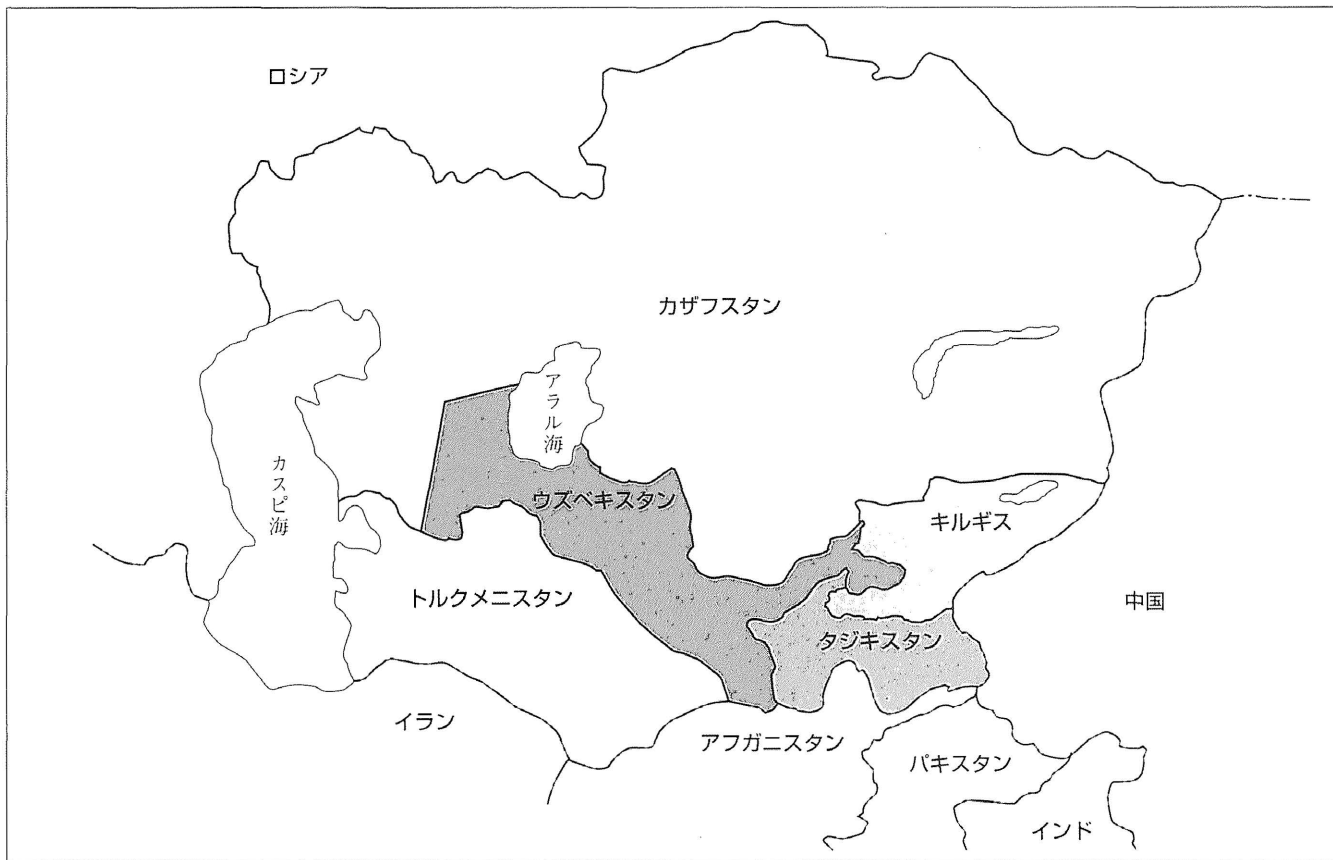 ロシア
カザフスタン
アラル海
カスピ海
ウズベキスタン
キルギス
トルクメニスタン
中国
タジキスタン
イラン
アフガニスタン
パキスタン
インド